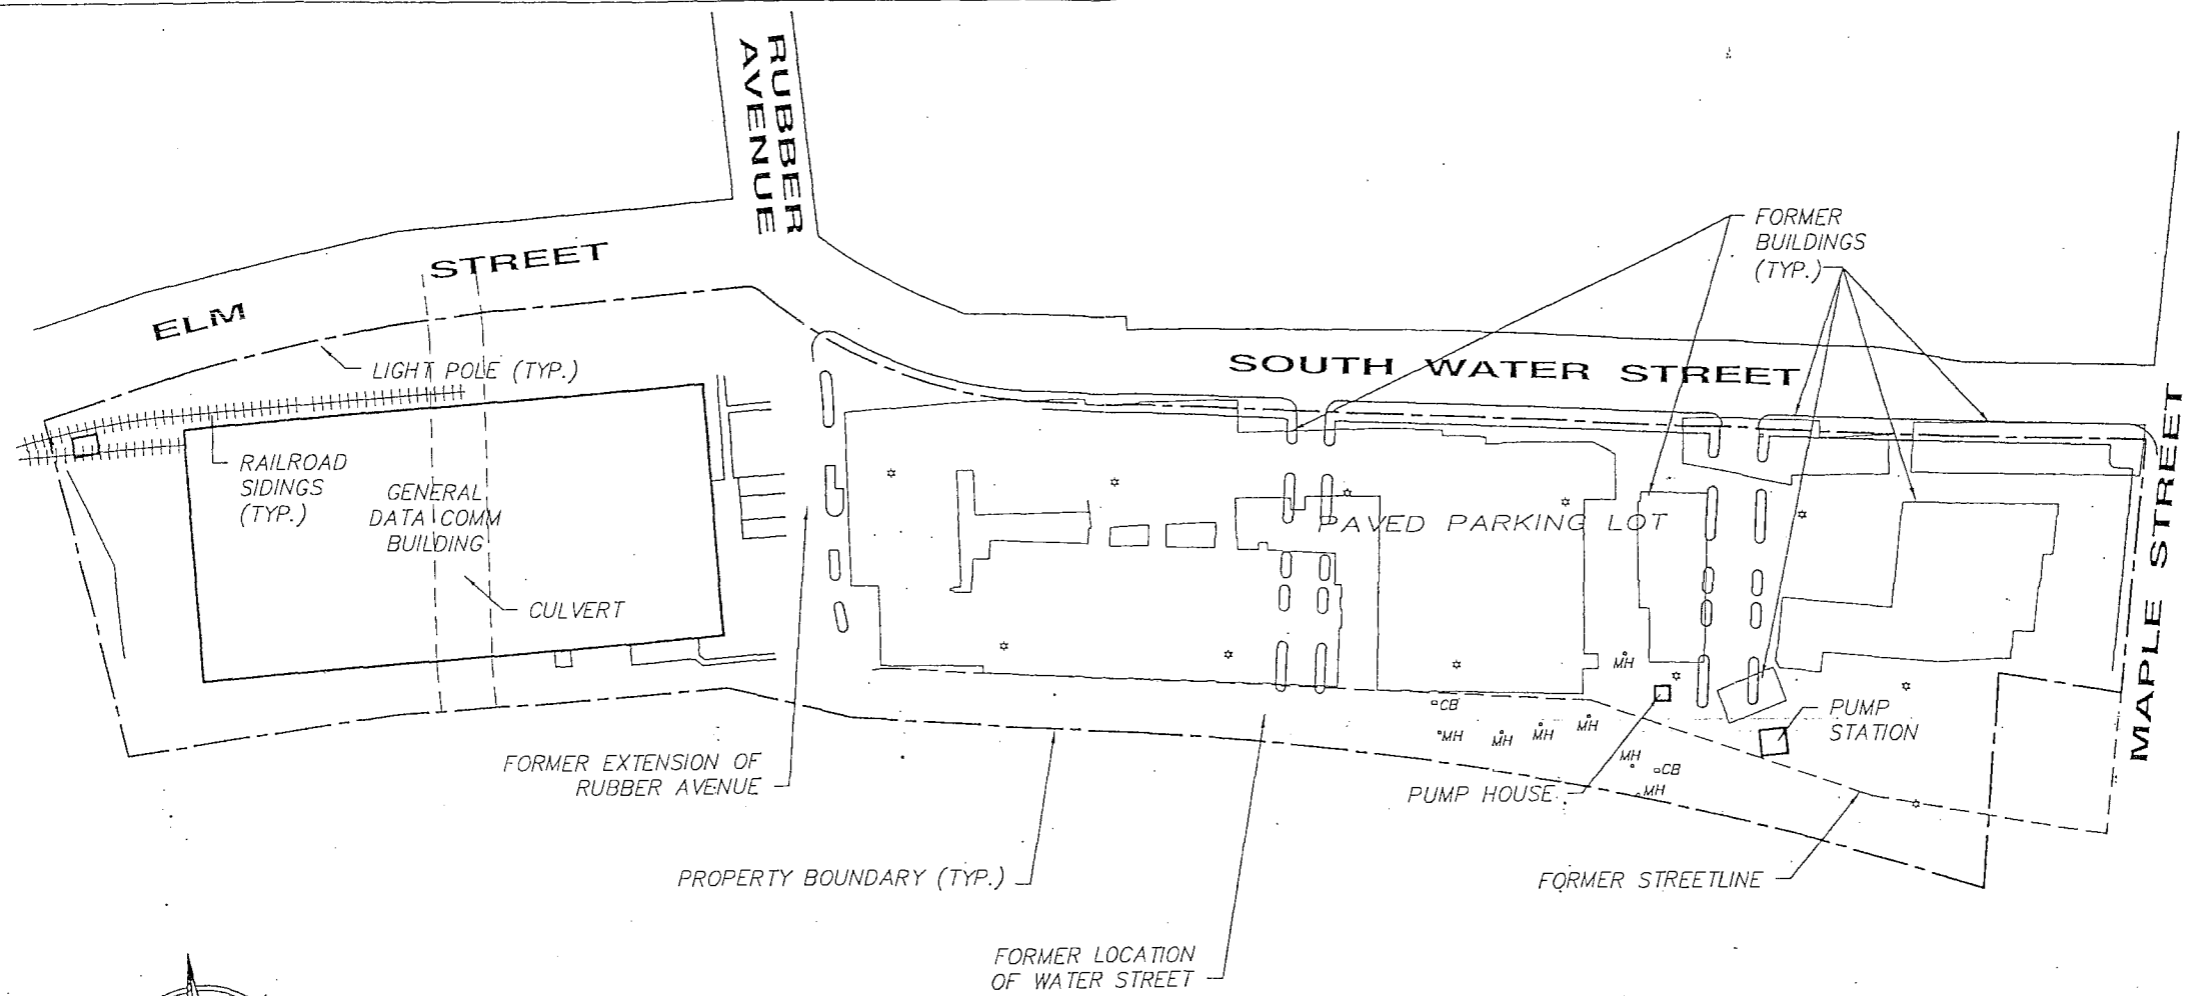 RUBBER
AVENUE
ELM
STREET
LIGHT POLE (TYP.)
RAILROAD
SIDINGS
(TYP.)
GENERAL
DATA COMM
BUILDING
CULVERT
FORMER
BUILDINGS
(TYP.)
SOUTH WATER STREET
PAVED PARKING LOT
MAPLE STREET
MH
CB
MH
MH
MH
MH
MH
CB
MH
PUMP
STATION
PUMP HOUSE
FORMER EXTENSION OF
RUBBER AVENUE
PROPERTY BOUNDARY (TYP.)
FORMER STREETLINE
FORMER LOCATION
OF WATER STREET